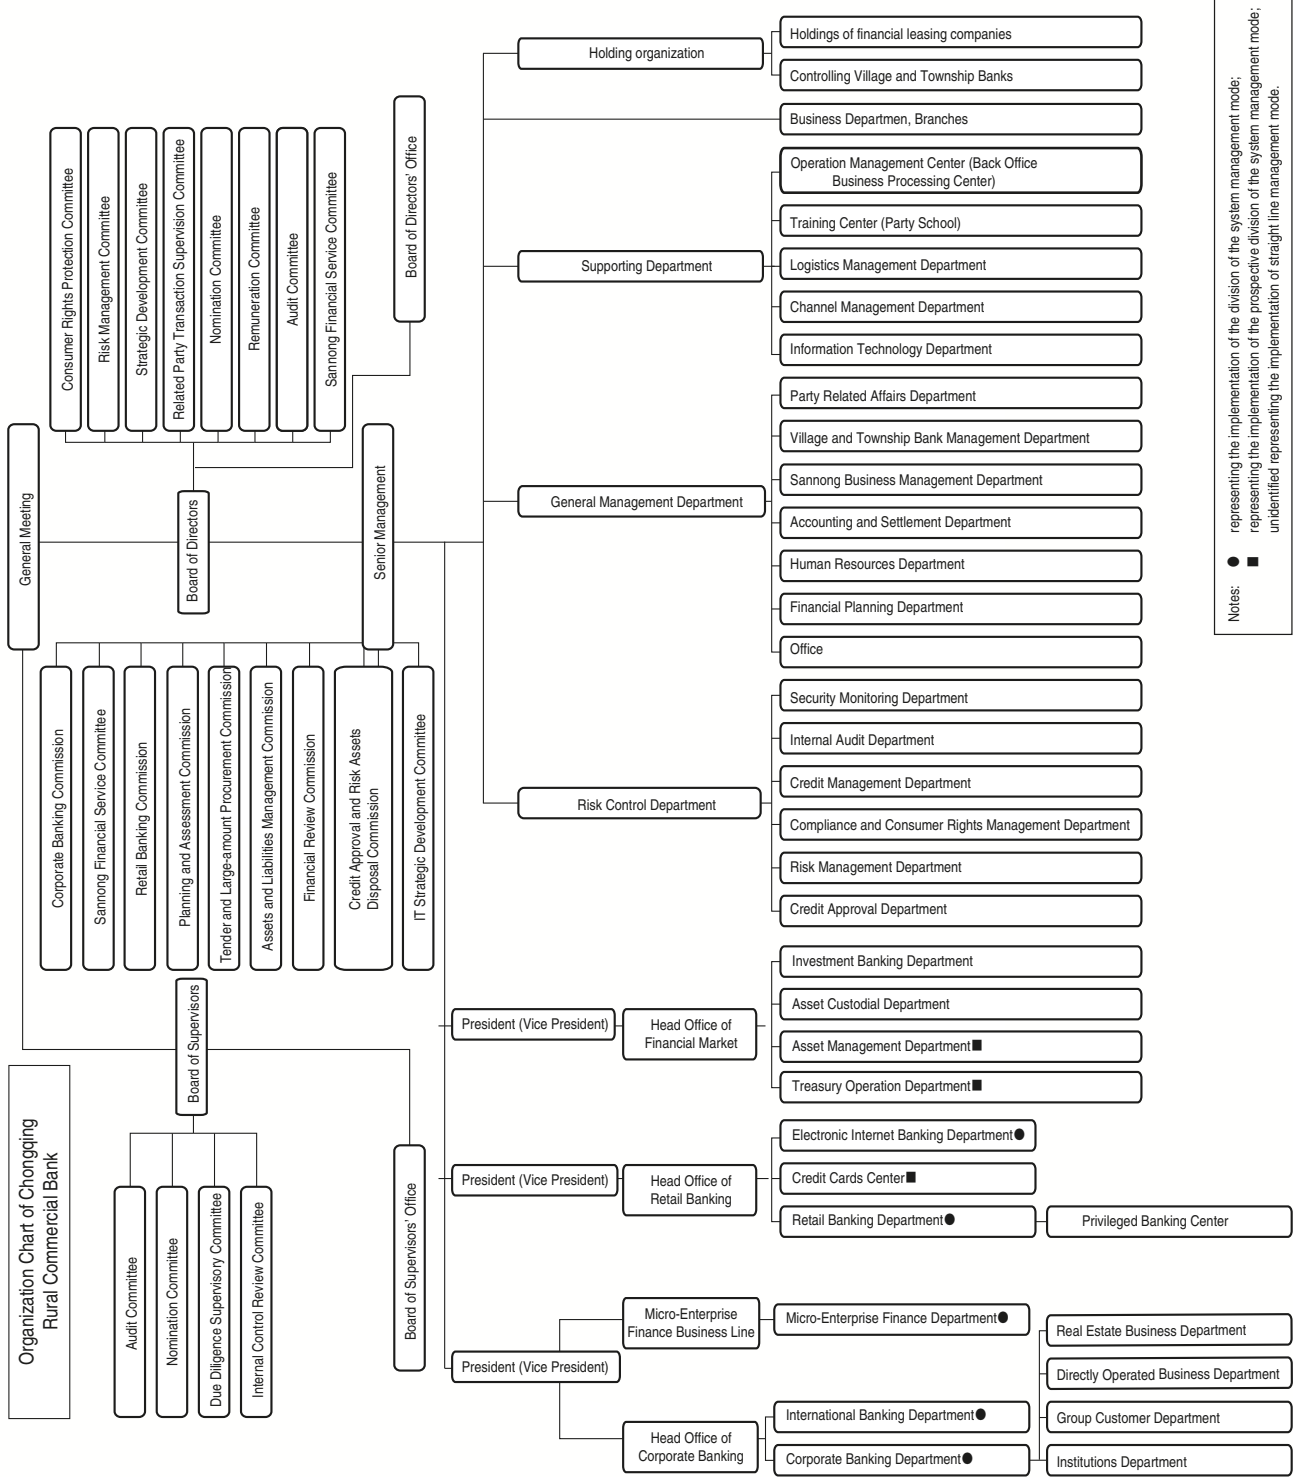 Organization Chart of Chongqing
Rural Commercial Bank
General Meeting
Board of Directors
Consumer Rights Protection Committee
Risk Management Committee
Strategic Development Committee
Related Party Transaction Supervision Committee
Nomination Committee
Remuneration Committee
Audit Committee
Sannong Financial Service Committee
Board of Directors' Office
Senior Management
Corporate Banking Commission
Sannong Financial Service Committee
Retail Banking Commission
Planning and Assessment Commission
Tender and Large-amount Procurement Commission
Assets and Liabilities Management Commission
Financial Review Commission
Credit Approval and Risk Assets
Disposal Commission
IT Strategic Development Committee
Board of Supervisors
Audit Committee
Nomination Committee
Due Diligence Supervisory Committee
Internal Control Review Committee
Board of Supervisors' Office
Holding organization
Holdings of financial leasing companies
Controlling Village and Township Banks
Business Departmen, Branches
Supporting Department
Operation Management Center (Back Office
Business Processing Center)
Training Center (Party School)
Logistics Management Department
Channel Management Department
Information Technology Department
General Management Department
Party Related Affairs Department
Village and Township Bank Management Department
Sannong Business Management Department
Accounting and Settlement Department
Human Resources Department
Financial Planning Department
Office
Risk Control Department
Security Monitoring Department
Internal Audit Department
Credit Management Department
Compliance and Consumer Rights Management Department
Risk Management Department
Credit Approval Department
President (Vice President)
Head Office of
Financial Market
Investment Banking Department
Asset Custodial Department
Asset Management Department■
Treasury Operation Department■
President (Vice President)
Head Office of
Retail Banking
Electronic Internet Banking Department●
Credit Cards Center■
Retail Banking Department●
Privileged Banking Center
President (Vice President)
Micro-Enterprise
Finance Business Line
Micro-Enterprise Finance Department●
Head Office of
Corporate Banking
International Banking Department●
Corporate Banking Department●
Real Estate Business Department
Directly Operated Business Department
Group Customer Department
Institutions Department
Notes: ● representing the implementation of the division of the system management mode;
■ representing the implementation of the prospective division of the system management mode;
unidentified representing the implementation of straight line management mode.